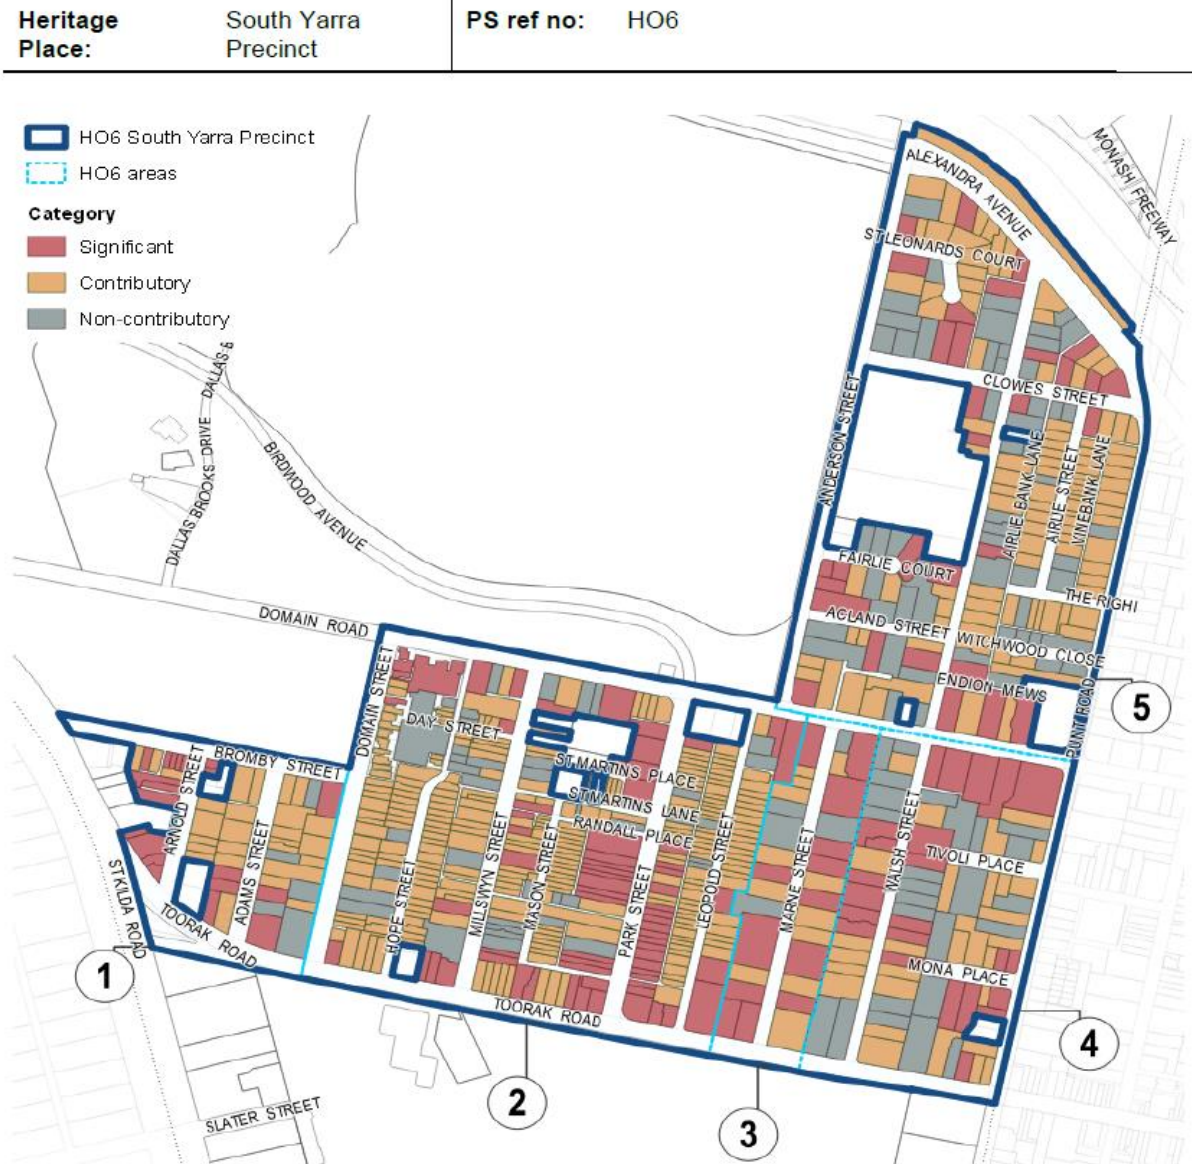 Heritage Place:
South Yarra Precinct
PS ref no:
HO6
HO6 South Yarra Precinct
HO6 areas
Category
Significant
Contributory
Non-contributory
MONASH FREEWAY
ALEXANDRA AVENUE
ST LEONARDS COURT
CLOWES STREET
ANDERSON STREET
AIRLIE BANK LANE
AIRLIE STREET
VINEBANK LANE
DALLAS B
DALLAS BROOKS DRIVE
BIRDWOOD AVENUE
FAIRLIE COURT
THE RIGHI
DOMAIN ROAD
ACLAND STREET
WITCHWOOD CLOSE
ENDION MEWS
PUNT ROAD
5
DOMAIN STREET
DAY STREET
BROMBY STREET
ARNOLD STREET
ST MARTINS PLACE
ST MARTINS LANE
RANDALL PLACE
ADAMS STREET
HOPE STREET
MILLSWYN STREET
MASON STREET
PARK STREET
LEOPOLD STREET
MARNE STREET
WALSH STREET
TIVOLI PLACE
MONA PLACE
ST KILDA ROAD
TOORAK ROAD
1
TOORAK ROAD
4
2
3
SLATER STREET